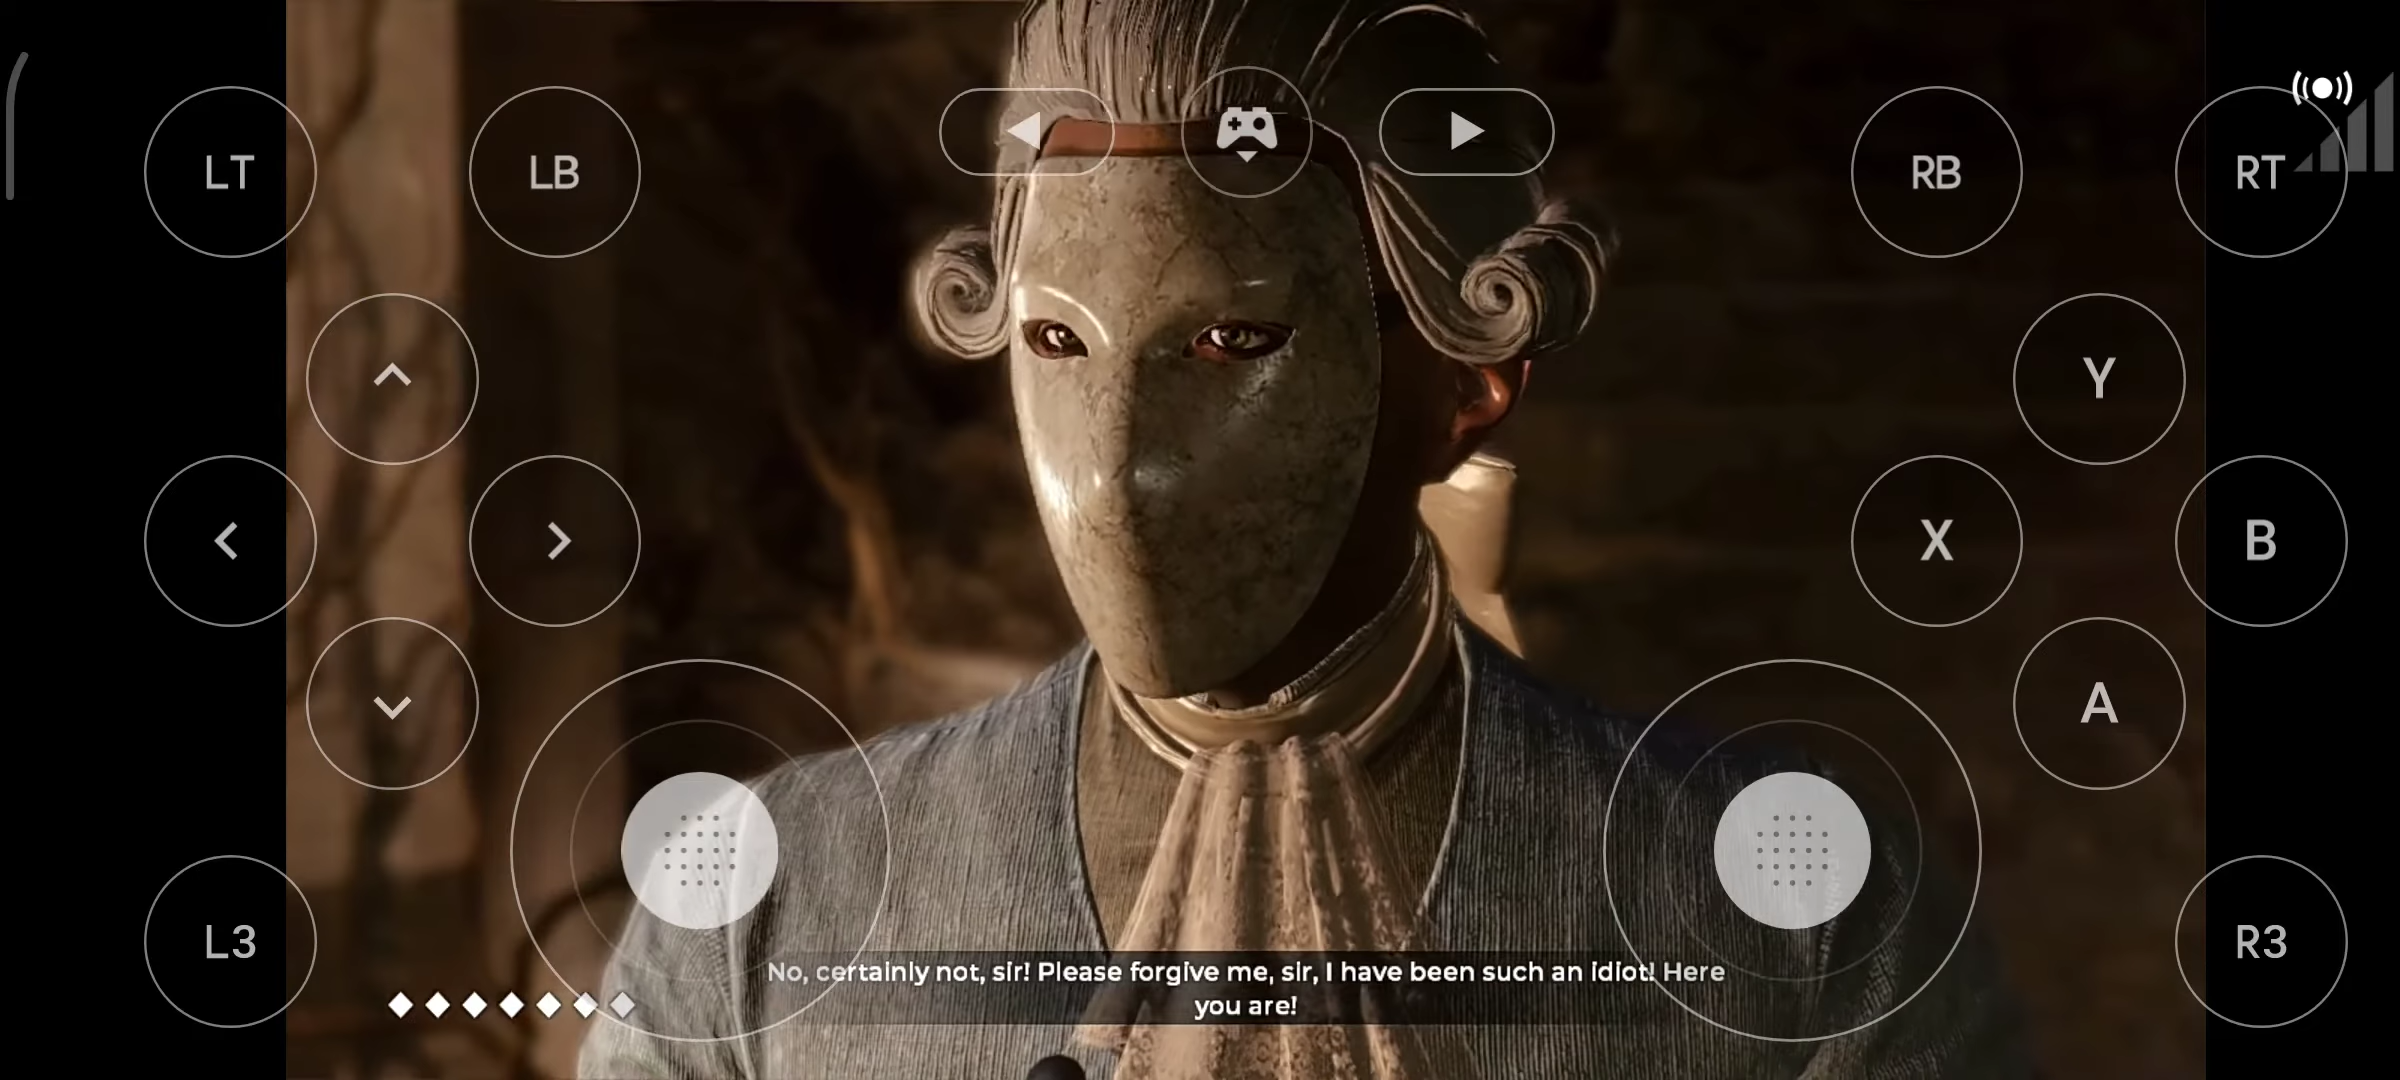 LT
LB
RB
RT
Y
X
B
A
L3
R3
No, certainly not, sir! Please forgive me, sir, I have been such an idiot! Here
you are!